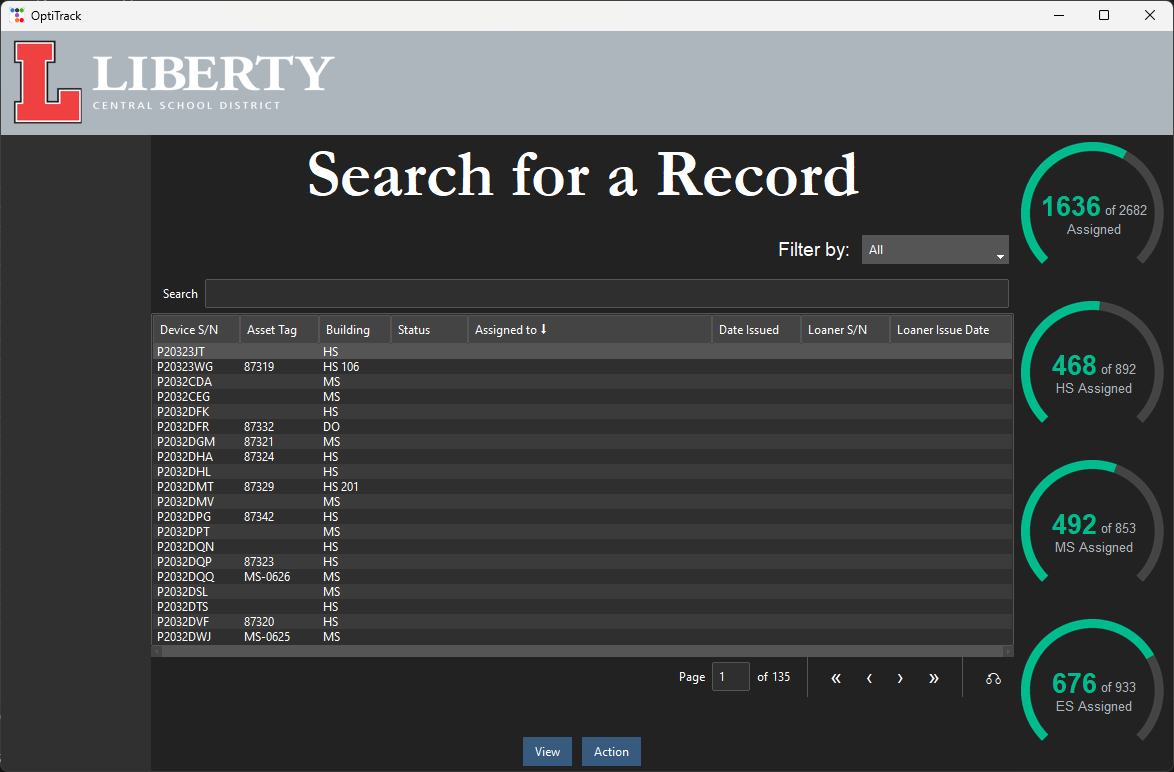 OptiTrack
LIBERTY
CENTRAL SCHOOL DISTRICT
Search for a Record
Filter by: All
Search
Device S/N Asset Tag Building Status Assigned to ⬇ Date Issued Loaner S/N Loaner Issue Date
P20323JT HS
P20323WG 87319 HS 106
P2032CDA MS
P2032CEG MS
P2032DFK HS
P2032DFR 87332 DO
P2032DGM 87321 MS
P2032DHA 87324 HS
P2032DHL HS
P2032DMT 87329 HS 201
P2032DMV MS
P2032DPG 87342 HS
P2032DPT MS
P2032DQN HS
P2032DQP 87323 HS
P2032DQQ MS-0626 MS
P2032DSL MS
P2032DTS HS
P2032DVF 87320 HS
P2032DWJ MS-0625 MS
Page 1 of 135 « ‹ › »
View Action
1636 of 2682
Assigned
468 of 892
HS Assigned
492 of 853
MS Assigned
676 of 933
ES Assigned